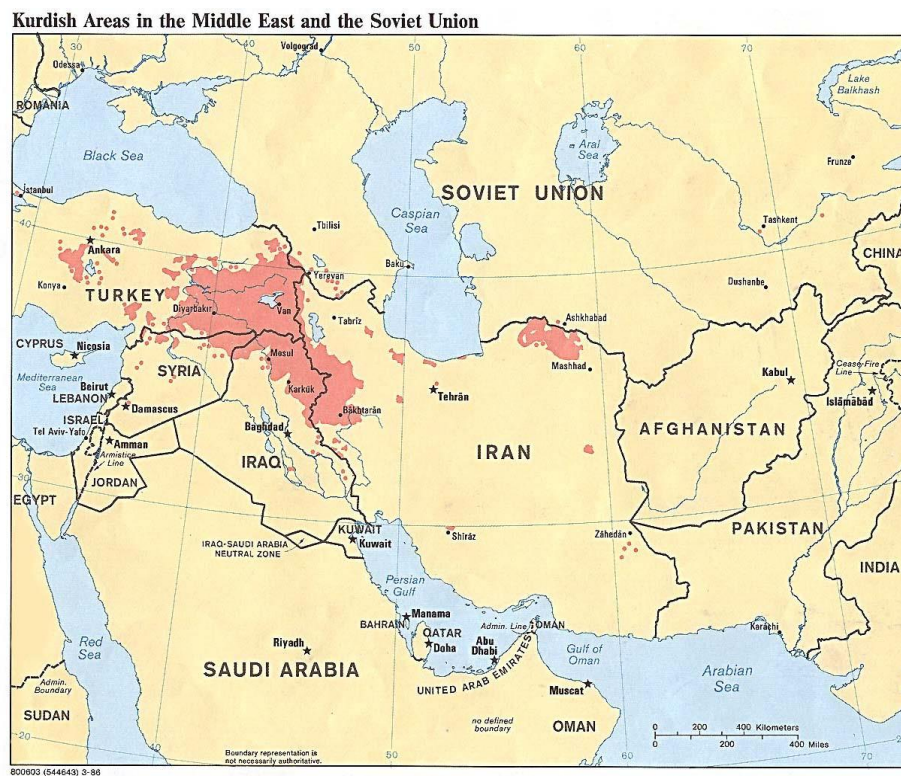 Kurdish Areas in the Middle East and the Soviet Union
30
40
50
60
70
Volgograd
Odessa
ROMANIA
Lake
Balkhash
Black Sea
Aral
Sea
Frunze
Istanbul
SOVIET UNION
Caspian
Sea
Tashkent
40
Tbilisi
Ankara
Baku
Yerevan
CHINA
Konya
TURKEY
Dushanbe
Diyarbakır
Van
Tabrīz
Ashkhabad
CYPRUS
Nicosia
Mosul
Mashhad
SYRIA
Kabul
Cease-Fire
Line
Mediterranean
Sea
Beirut
LEBANON
Karkūk
Tehrān
Islāmābād
Damascus
Bākhtarān
ISRAEL
Tel Aviv-Yafo
Baghdad
AFGHANISTAN
Amman
Armistice
Line
IRAQ
IRAN
30
JORDAN
EGYPT
KUWAIT
PAKISTAN
IRAQ-SAUDI ARABIA
NEUTRAL ZONE
Kuwait
Shīrāz
Zāhedān
INDIA
Persian
Gulf
Manama
BAHRAIN
OMAN
Admin. Line
Karāchi
QATAR
Doha
Abu
Dhabi
Red
Sea
Riyadh
Gulf of
Oman
SAUDI ARABIA
UNITED ARAB EMIRATES
Arabian
Sea
Admin.
Boundary
Muscat
SUDAN
no defined
boundary
OMAN
0 200 400 Kilometers
0 200 400 Miles
20
40
50
60
70
20
Boundary representation is
not necessarily authoritative.
800603 (544643) 3-86